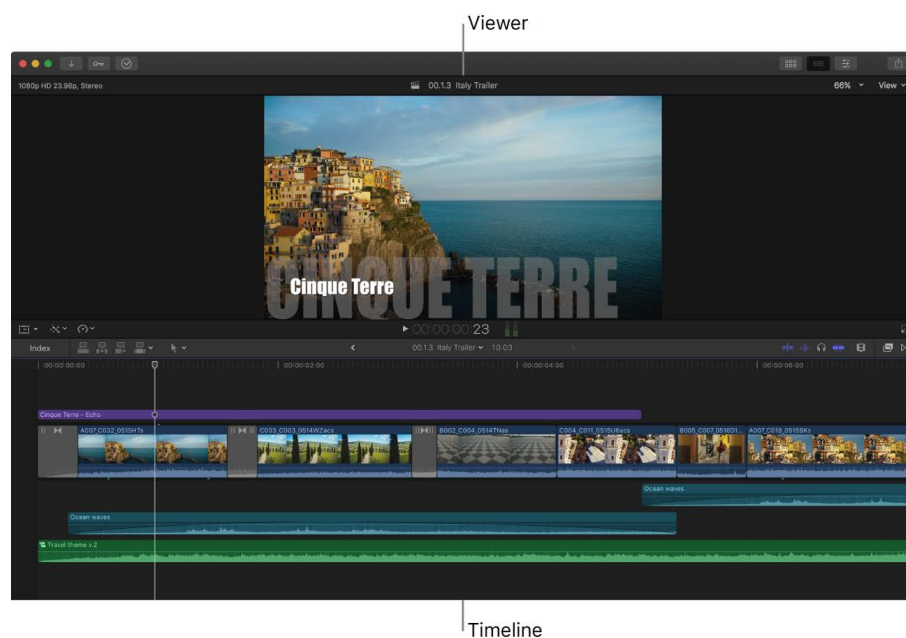 Viewer
1080p HD 23.98p, Stereo
00.1.3 Italy Trailer
66%
View
CINQUE TERRE
Cinque Terre
00:00:00:23
Index
00.1.3 Italy Trailer
10:03
00:00:00:00
00:00:02:00
00:00:04:00
00:00:06:00
Cinque Terre - Echo
A007_C032_0515HTs
C003_C003_0514WZacs
B002_C004_0514TNas
C004_C011_0515U6acs
B005_C007_0516D1...
A007_C018_0515BKs
Ocean waves
Ocean waves
Travel theme v.2
Timeline